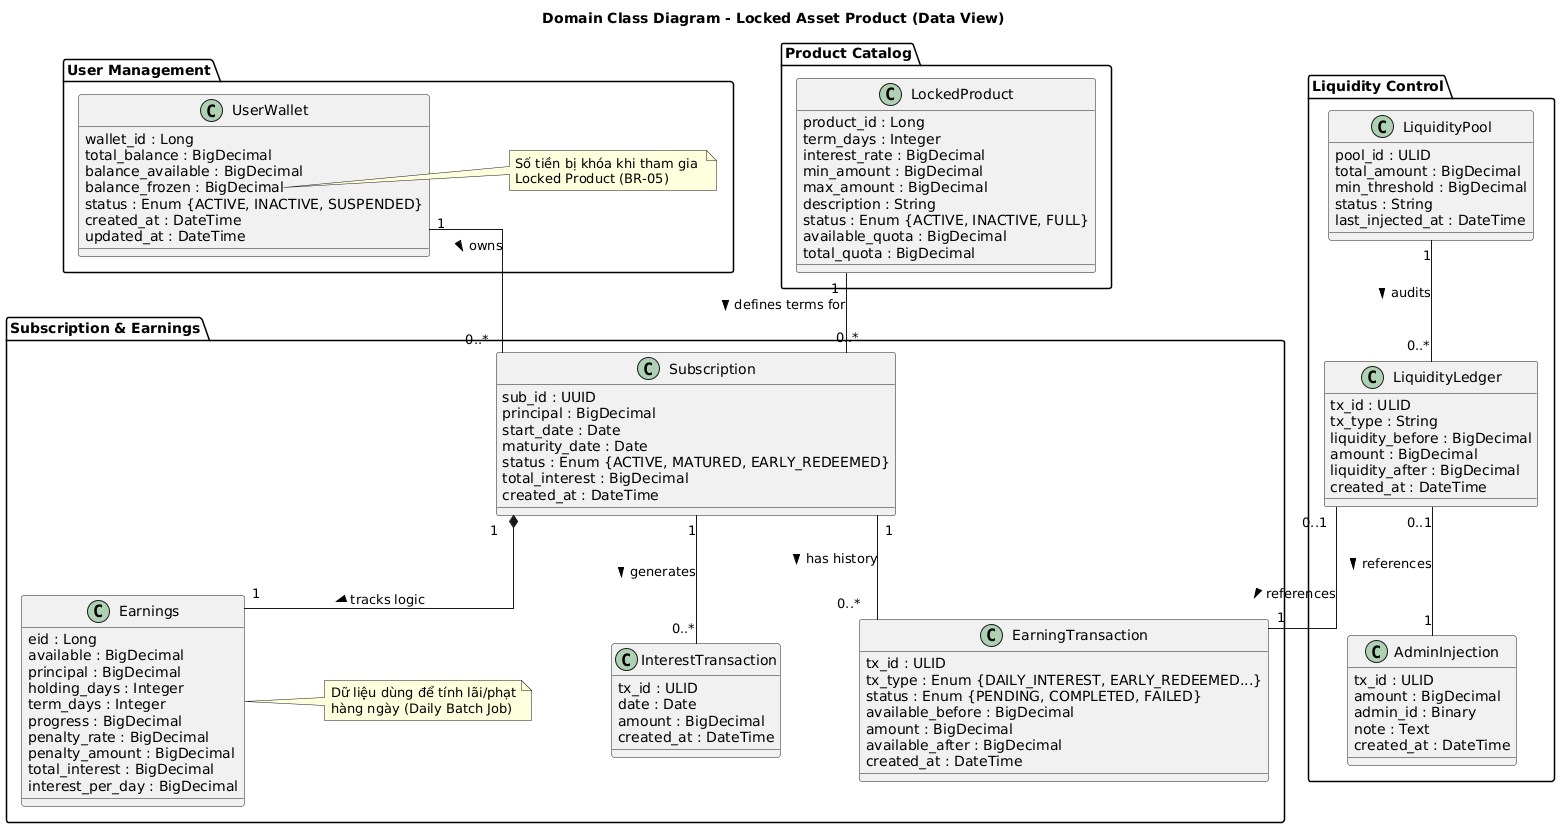 Domain Class Diagram - Locked Asset Product (Data View)
User Management
C UserWallet
wallet_id : Long
total_balance : BigDecimal
balance_available : BigDecimal
balance_frozen : BigDecimal
status : Enum {ACTIVE, INACTIVE, SUSPENDED}
created_at : DateTime
updated_at : DateTime
Số tiền bị khóa khi tham gia
Locked Product (BR-05)
1
owns
0..*
Product Catalog
C LockedProduct
product_id : Long
term_days : Integer
interest_rate : BigDecimal
min_amount : BigDecimal
max_amount : BigDecimal
description : String
status : Enum {ACTIVE, INACTIVE, FULL}
available_quota : BigDecimal
total_quota : BigDecimal
1
defines terms for
0..*
Liquidity Control
C LiquidityPool
pool_id : ULID
total_amount : BigDecimal
min_threshold : BigDecimal
status : String
last_injected_at : DateTime
1
audits
0..*
C LiquidityLedger
tx_id : ULID
tx_type : String
liquidity_before : BigDecimal
amount : BigDecimal
liquidity_after : BigDecimal
created_at : DateTime
0..1
references
1
0..1
references
1
C AdminInjection
tx_id : ULID
amount : BigDecimal
admin_id : Binary
note : Text
created_at : DateTime
Subscription & Earnings
C Subscription
sub_id : UUID
principal : BigDecimal
start_date : Date
maturity_date : Date
status : Enum {ACTIVE, MATURED, EARLY_REDEEMED}
total_interest : BigDecimal
created_at : DateTime
1
tracks logic
1
1
generates
0..*
1
has history
0..*
C Earnings
eid : Long
available : BigDecimal
principal : BigDecimal
holding_days : Integer
term_days : Integer
progress : BigDecimal
penalty_rate : BigDecimal
penalty_amount : BigDecimal
total_interest : BigDecimal
interest_per_day : BigDecimal
Dữ liệu dùng để tính lãi/phạt
hàng ngày (Daily Batch Job)
C InterestTransaction
tx_id : ULID
date : Date
amount : BigDecimal
created_at : DateTime
C EarningTransaction
tx_id : ULID
tx_type : Enum {DAILY_INTEREST, EARLY_REDEEMED...}
status : Enum {PENDING, COMPLETED, FAILED}
available_before : BigDecimal
amount : BigDecimal
available_after : BigDecimal
created_at : DateTime